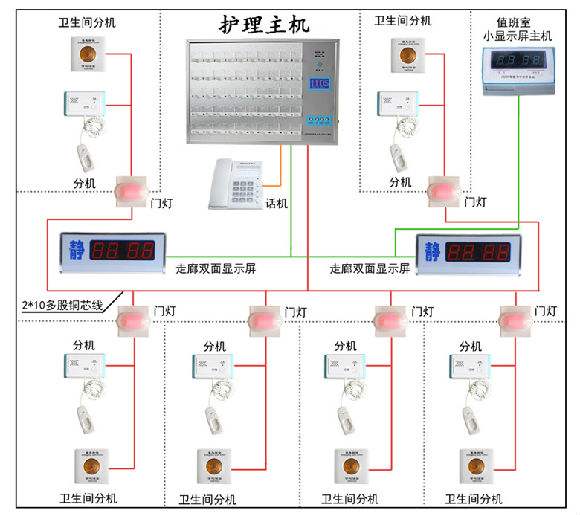 卫生间分机
护理主机
卫生间分机
值班室
小显示屏主机
分机
门灯
话机
分机
门灯
静
走廊双面显示屏
走廊双面显示屏
静
2*10多股铜芯线
门灯
门灯
门灯
门灯
分机
分机
分机
分机
卫生间分机
卫生间分机
卫生间分机
卫生间分机